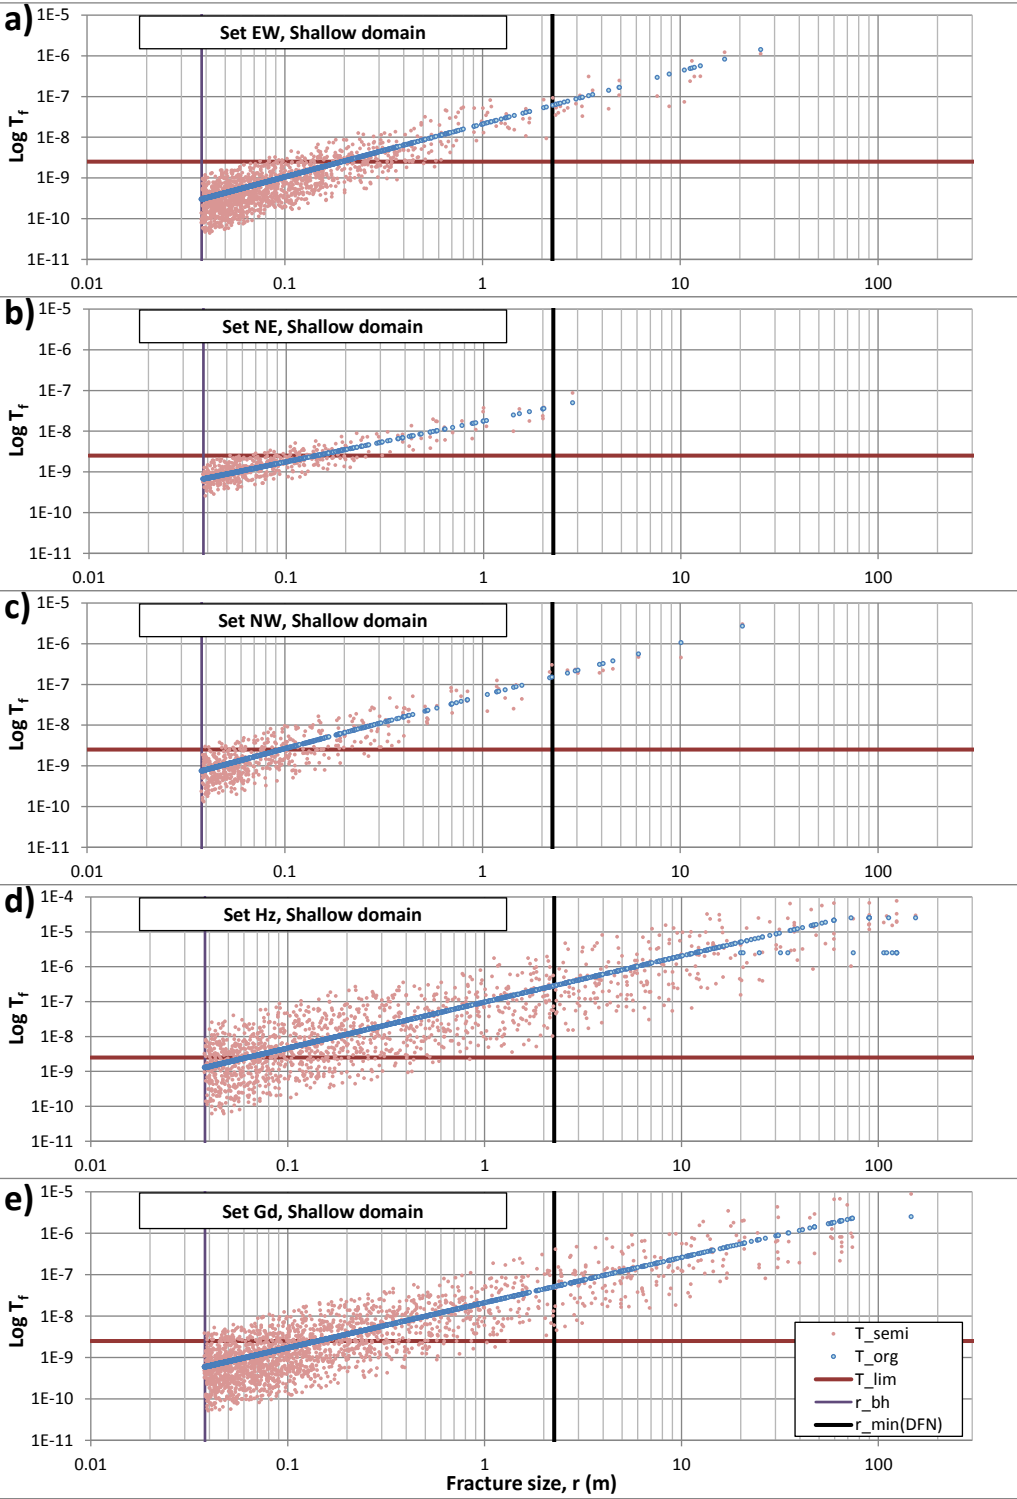 a)
Set EW, Shallow domain
Log Tf
1E-5
1E-6
1E-7
1E-8
1E-9
1E-10
1E-11
0.01 0.1 1 10 100
b)
Set NE, Shallow domain
Log Tf
1E-5
1E-6
1E-7
1E-8
1E-9
1E-10
1E-11
0.01 0.1 1 10 100
c)
Set NW, Shallow domain
Log Tf
1E-5
1E-6
1E-7
1E-8
1E-9
1E-10
1E-11
0.01 0.1 1 10 100
d)
Set Hz, Shallow domain
Log Tf
1E-4
1E-5
1E-6
1E-7
1E-8
1E-9
1E-10
1E-11
0.01 0.1 1 10 100
e)
Set Gd, Shallow domain
Log Tf
1E-5
1E-6
1E-7
1E-8
1E-9
1E-10
1E-11
T_semi
T_org
T_lim
r_bh
r_min(DFN)
0.01 0.1 1 10 100
Fracture size, r (m)